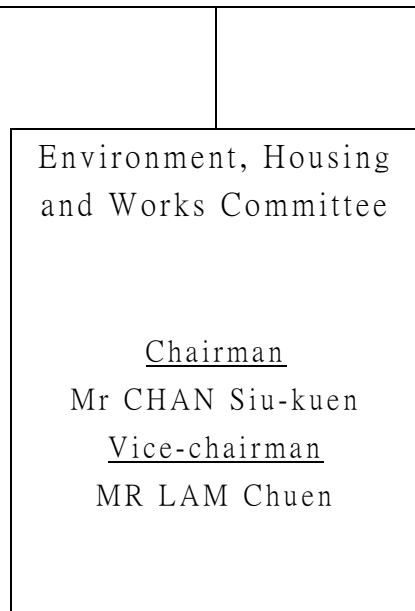 Environment, Housing
and Works Committee
Chairman
Mr CHAN Siu-kuen
Vice-chairman
MR LAM Chuen